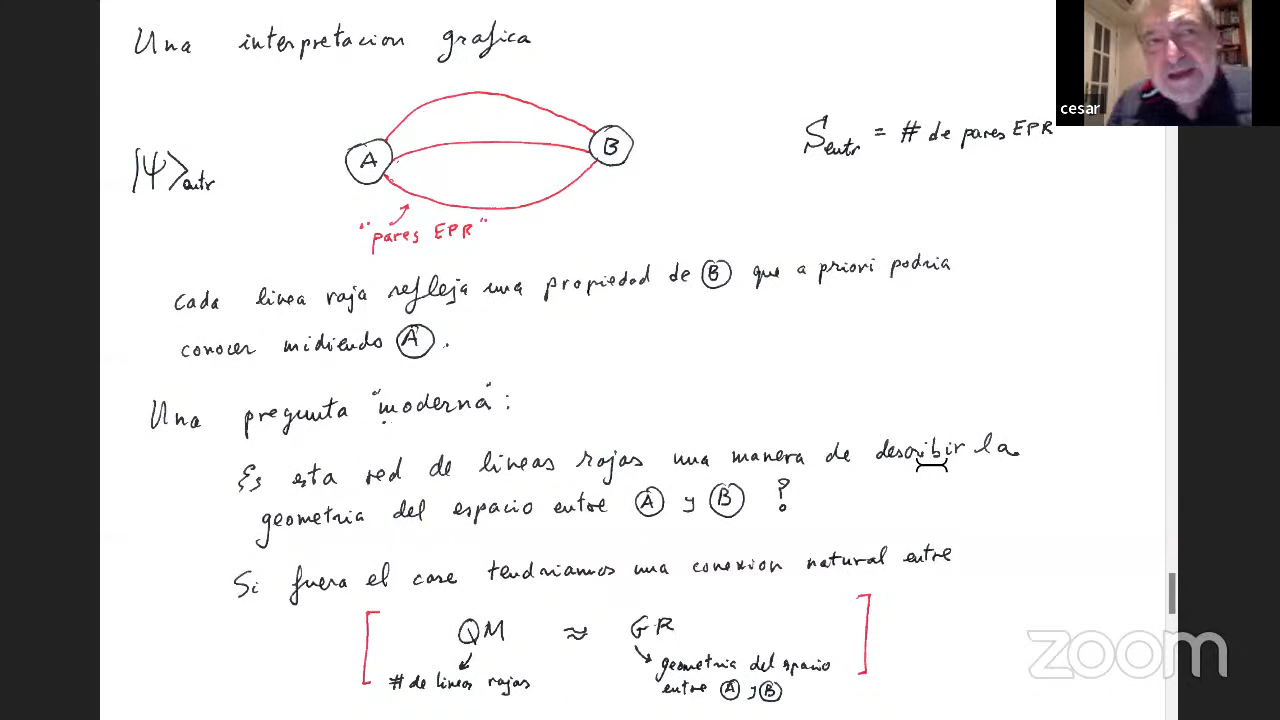 Una interpretacion grafica
cesar
|Ψ>entr
A
B
Sentr = # de pares EPR
"pares EPR"
cada linea roja refleja una propiedad de B que a priori podria
conocer midiendo A.
Una pregunta "moderna":
Es esta red de lineas rojas una manera de describir la
geometria del espacio entre A y B ?
Si fuera el caso tendriamos una conexion natural entre
[ QM ≈ GR ]
# de lineas rojas
geometria del espacio
entre A y B
zoom